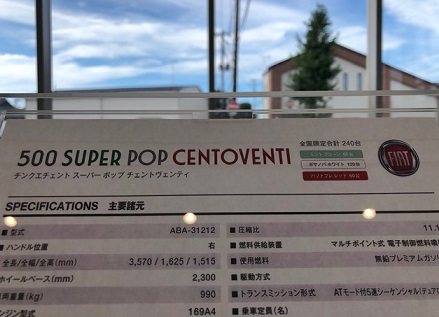 500 SUPER POP CENTOVENTI
チンクエチェント スーパー ポップ チェントヴェンティ
全国限定合計 240台
FIAT
SPECIFICATIONS 主要諸元
■ 型式 ABA-31212
■ ハンドル位置 右
全長/全幅/全高(mm) 3,570 / 1,625 / 1,515
ホイールベース(mm) 2,300
車両重量(kg) 990
169A4
■ 圧縮比 11.1
■ 燃料供給装置 マルチポイント式 電子制御燃料噴
■ 使用燃料 無鉛プレミアムガソ
■ 駆動方式
■ トランスミッション形式 ATモード付5速シーケンシャル(デュア
■ 乗車定員(名)